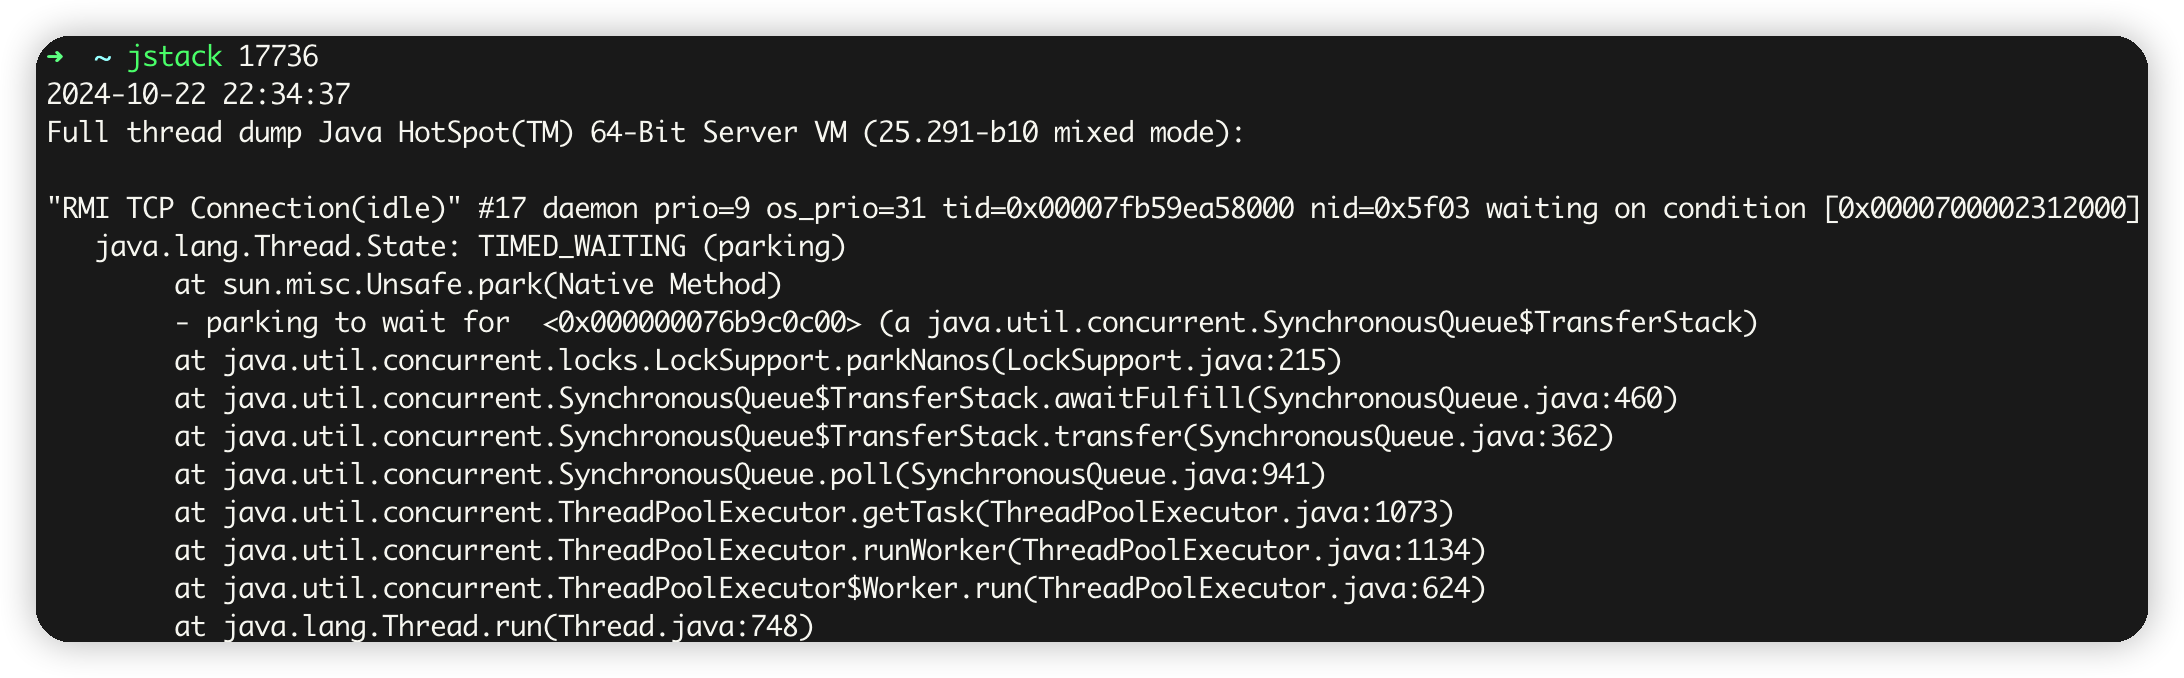 ➜  ~ jstack 17736
2024-10-22 22:34:37
Full thread dump Java HotSpot(TM) 64-Bit Server VM (25.291-b10 mixed mode):

"RMI TCP Connection(idle)" #17 daemon prio=9 os_prio=31 tid=0x00007fb59ea58000 nid=0x5f03 waiting on condition [0x0000700002312000]
   java.lang.Thread.State: TIMED_WAITING (parking)
        at sun.misc.Unsafe.park(Native Method)
        - parking to wait for  <0x000000076b9c0c00> (a java.util.concurrent.SynchronousQueue$TransferStack)
        at java.util.concurrent.locks.LockSupport.parkNanos(LockSupport.java:215)
        at java.util.concurrent.SynchronousQueue$TransferStack.awaitFulfill(SynchronousQueue.java:460)
        at java.util.concurrent.SynchronousQueue$TransferStack.transfer(SynchronousQueue.java:362)
        at java.util.concurrent.SynchronousQueue.poll(SynchronousQueue.java:941)
        at java.util.concurrent.ThreadPoolExecutor.getTask(ThreadPoolExecutor.java:1073)
        at java.util.concurrent.ThreadPoolExecutor.runWorker(ThreadPoolExecutor.java:1134)
        at java.util.concurrent.ThreadPoolExecutor$Worker.run(ThreadPoolExecutor.java:624)
        at java.lang.Thread.run(Thread.java:748)